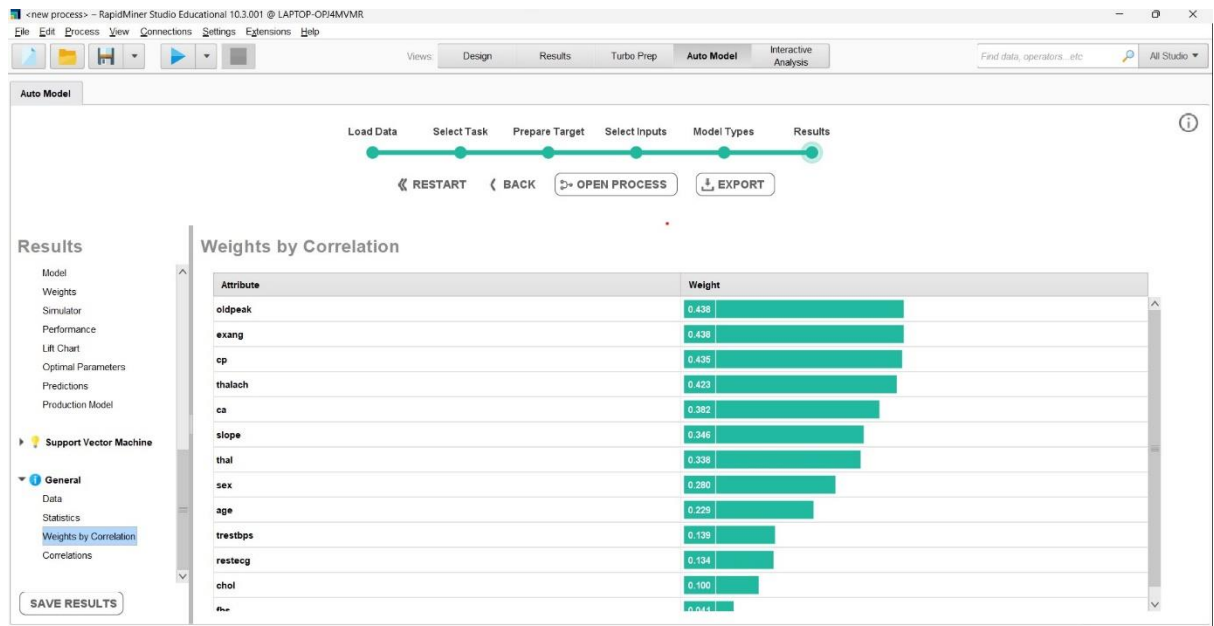 <new process> – RapidMiner Studio Educational 10.3.001 @ LAPTOP-OPJ4MVMR
File Edit Process View Connections Settings Extensions Help
Views: Design Results Turbo Prep Auto Model Interactive Analysis Find data, operators...etc All Studio
Auto Model
Load Data Select Task Prepare Target Select Inputs Model Types Results
RESTART BACK OPEN PROCESS EXPORT
Results
Model
Weights
Simulator
Performance
Lift Chart
Optimal Parameters
Predictions
Production Model
Support Vector Machine
General
Data
Statistics
Weights by Correlation
Correlations
SAVE RESULTS
Weights by Correlation
Attribute Weight
oldpeak 0.438
exang 0.438
cp 0.435
thalach 0.423
ca 0.382
slope 0.346
thal 0.338
sex 0.280
age 0.229
trestbps 0.139
restecg 0.134
chol 0.100
fbs 0.041